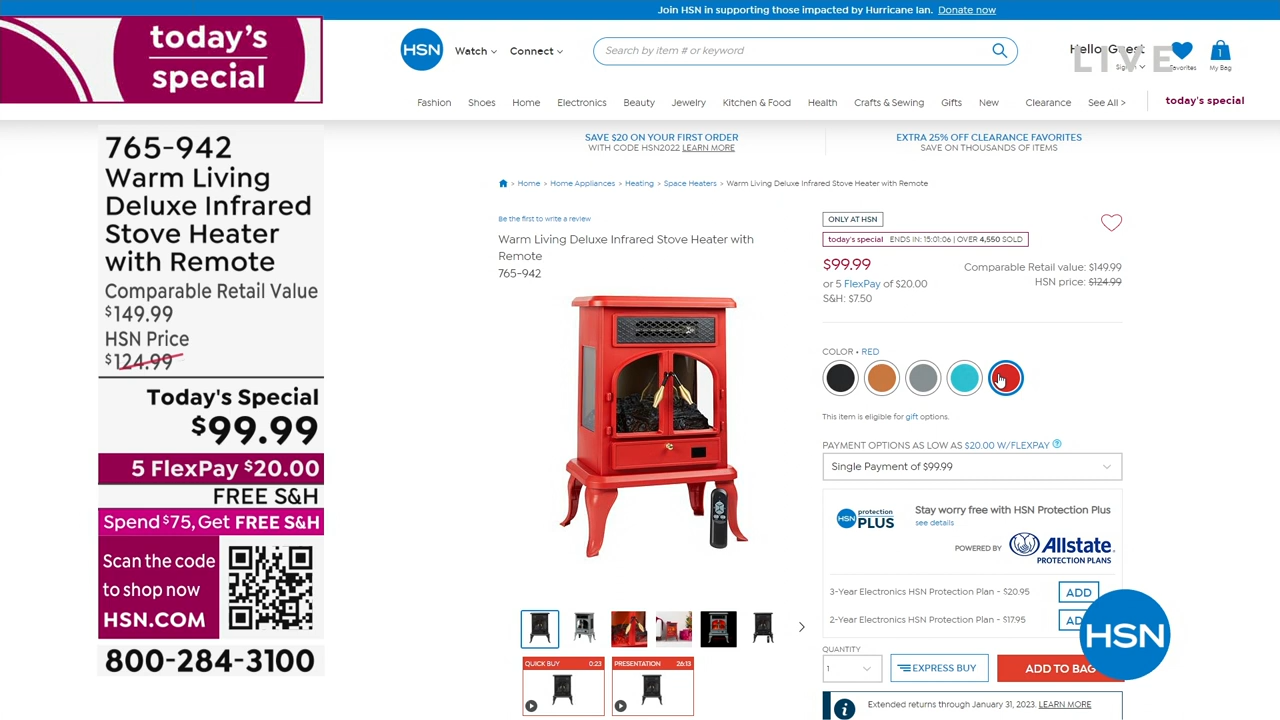 Join HSN in supporting those impacted by Hurricane Ian. Donate now
today's
special
HSN
Watch
Connect
Search by item # or keyword
Hello Guest
LIVE
Favorites
1
My Bag
Fashion Shoes Home Electronics Beauty Jewelry Kitchen & Food Health Crafts & Sewing Gifts New Clearance See All > today's special
SAVE $20 ON YOUR FIRST ORDER
WITH CODE HSN2022 LEARN MORE
EXTRA 25% OFF CLEARANCE FAVORITES
SAVE ON THOUSANDS OF ITEMS
765-942
Warm Living
Deluxe Infrared
Stove Heater
with Remote
Comparable Retail Value
$149.99
HSN Price
$124.99
Today's Special
$99.99
5 FlexPay $20.00
FREE S&H
Spend $75, Get FREE S&H
Scan the code
to shop now
HSN.COM
800-284-3100
> Home > Home Appliances > Heating > Space Heaters > Warm Living Deluxe Infrared Stove Heater with Remote
Be the first to write a review
Warm Living Deluxe Infrared Stove Heater with
Remote
765-942
QUICK BUY 0:23
PRESENTATION 26:13
ONLY AT HSN
today's special ENDS IN: 15:01:06 | OVER 4,550 SOLD
$99.99
or 5 FlexPay of $20.00
S&H: $7.50
Comparable Retail value: $149.99
HSN price: $124.99
COLOR • RED
This item is eligible for gift options.
PAYMENT OPTIONS AS LOW AS $20.00 W/FLEXPAY ?
Single Payment of $99.99
HSN protection PLUS
Stay worry free with HSN Protection Plus
see details
POWERED BY Allstate.
PROTECTION PLANS
3-Year Electronics HSN Protection Plan - $20.95 ADD
2-Year Electronics HSN Protection Plan - $17.95
HSN
QUANTITY
1
EXPRESS BUY
ADD TO BAG
Extended returns through January 31, 2023. LEARN MORE